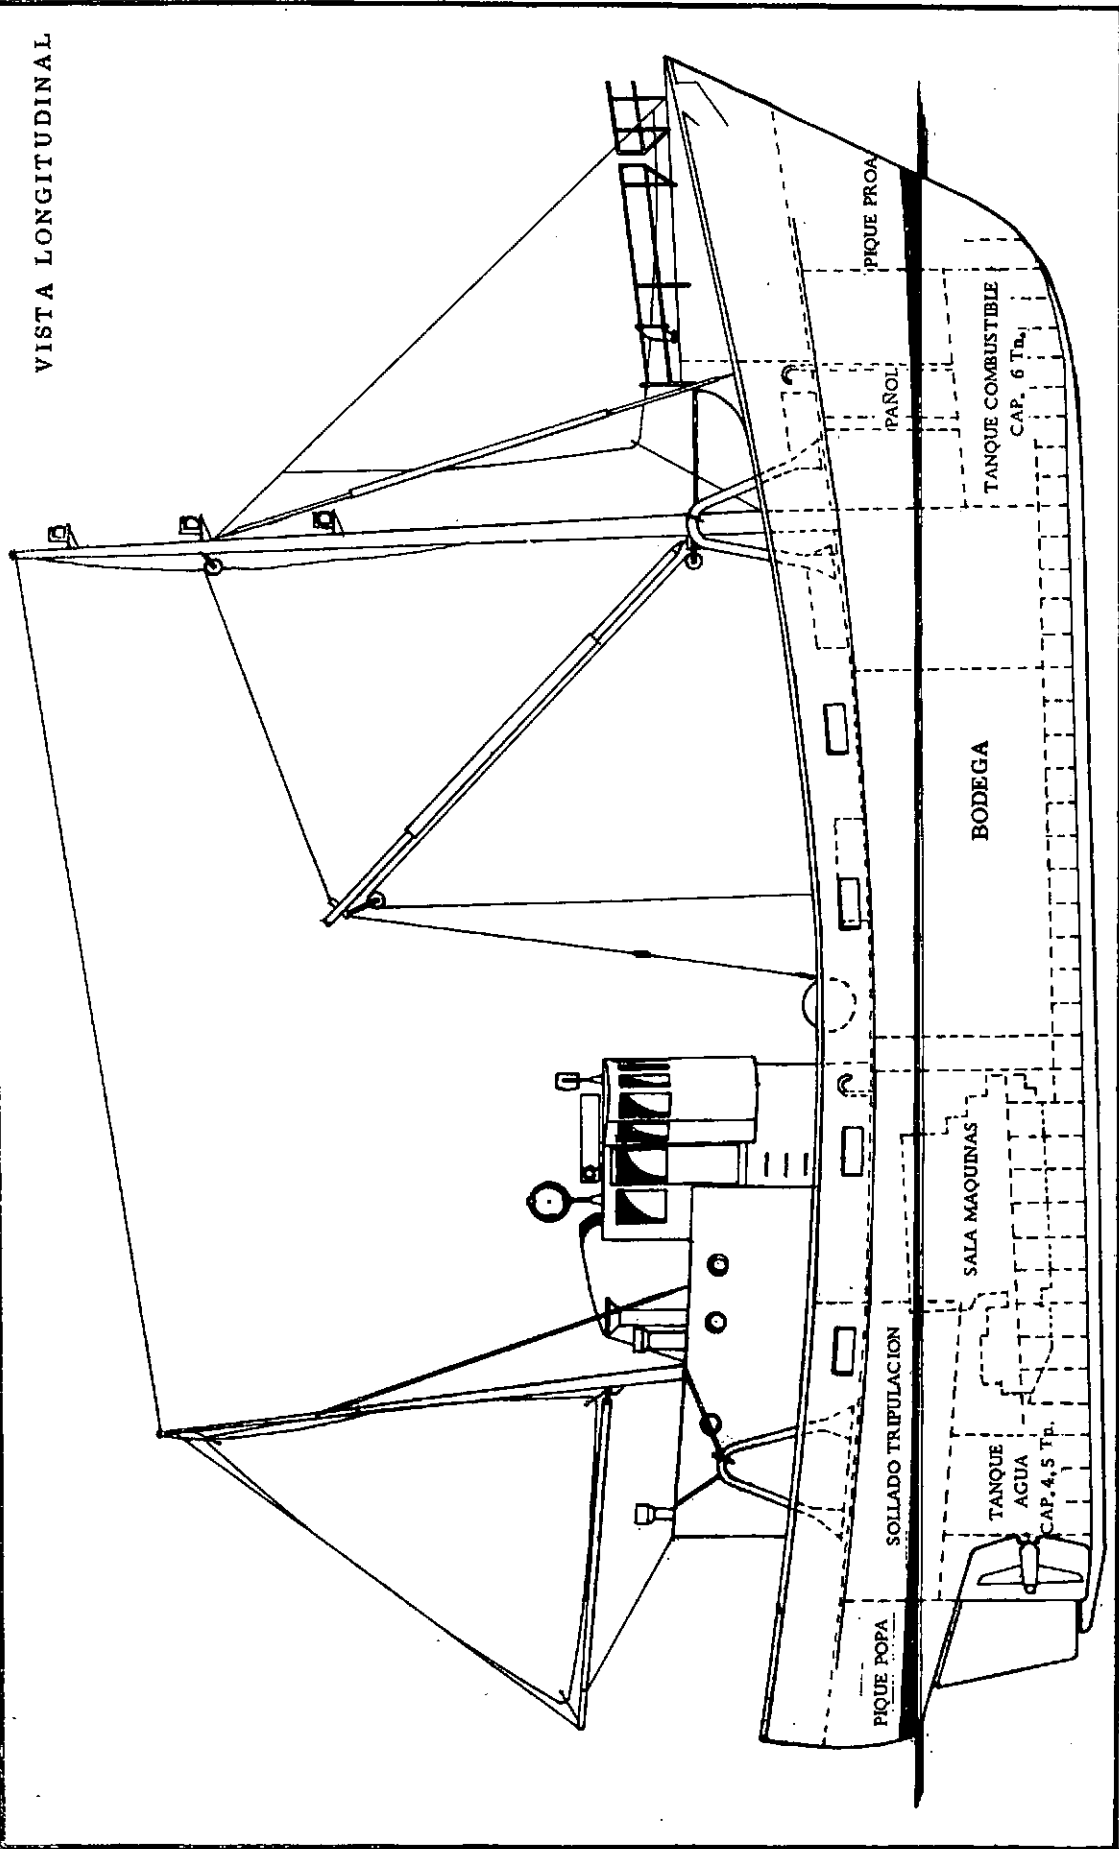 VISTA LONGITUDINAL
PIQUE POPA
SOLLADO TRIPULACION
TANQUE
AGUA
CAP. 4,5 Tn.
SALA MAQUINAS
BODEGA
PAÑOL
TANQUE COMBUSTIBLE
CAP. 6 Tn.
PIQUE PROA